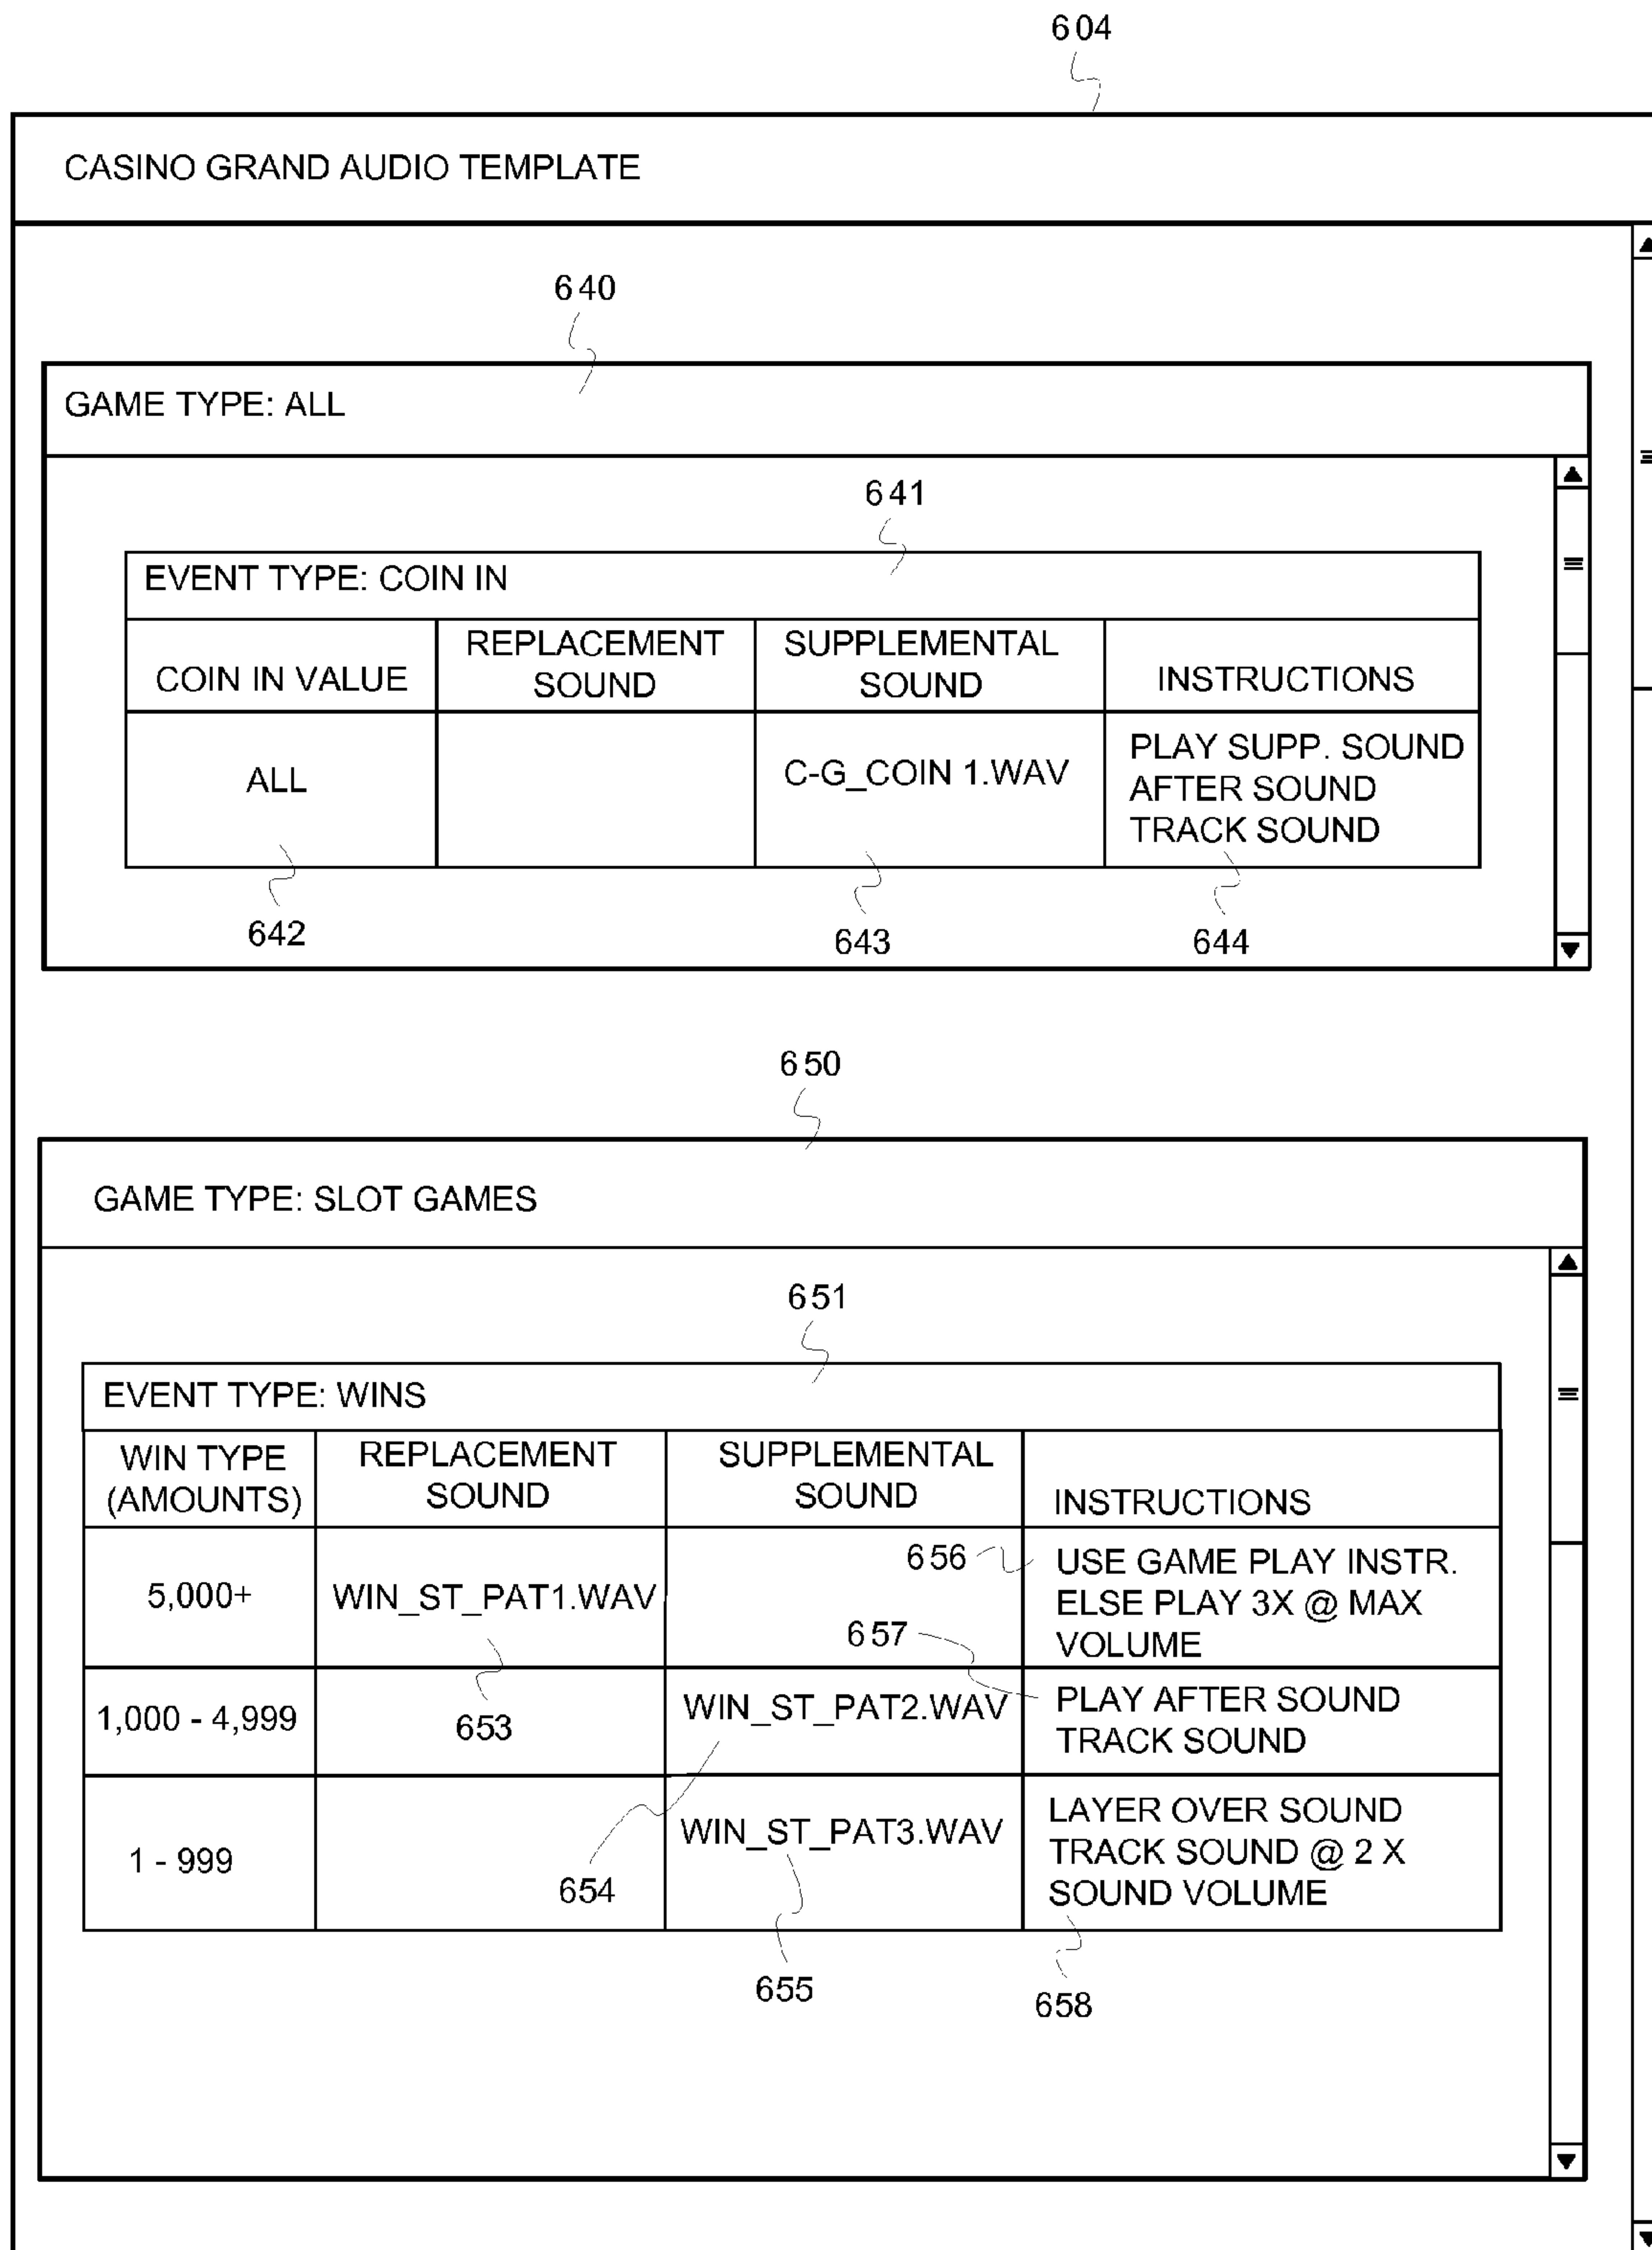 604
CASINO GRAND AUDIO TEMPLATE
640
GAME TYPE: ALL
641
EVENT TYPE: COIN IN
COIN IN VALUE
REPLACEMENT
SOUND
SUPPLEMENTAL
SOUND
INSTRUCTIONS
ALL
C-G_COIN 1.WAV
PLAY SUPP. SOUND
AFTER SOUND
TRACK SOUND
642
643
644
650
GAME TYPE: SLOT GAMES
651
EVENT TYPE: WINS
WIN TYPE
(AMOUNTS)
REPLACEMENT
SOUND
SUPPLEMENTAL
SOUND
INSTRUCTIONS
5,000+
WIN_ST_PAT1.WAV
656
USE GAME PLAY INSTR.
ELSE PLAY 3X @ MAX
VOLUME
657
1,000 - 4,999
653
WIN_ST_PAT2.WAV
PLAY AFTER SOUND
TRACK SOUND
1 - 999
654
WIN_ST_PAT3.WAV
LAYER OVER SOUND
TRACK SOUND @ 2 X
SOUND VOLUME
655
658